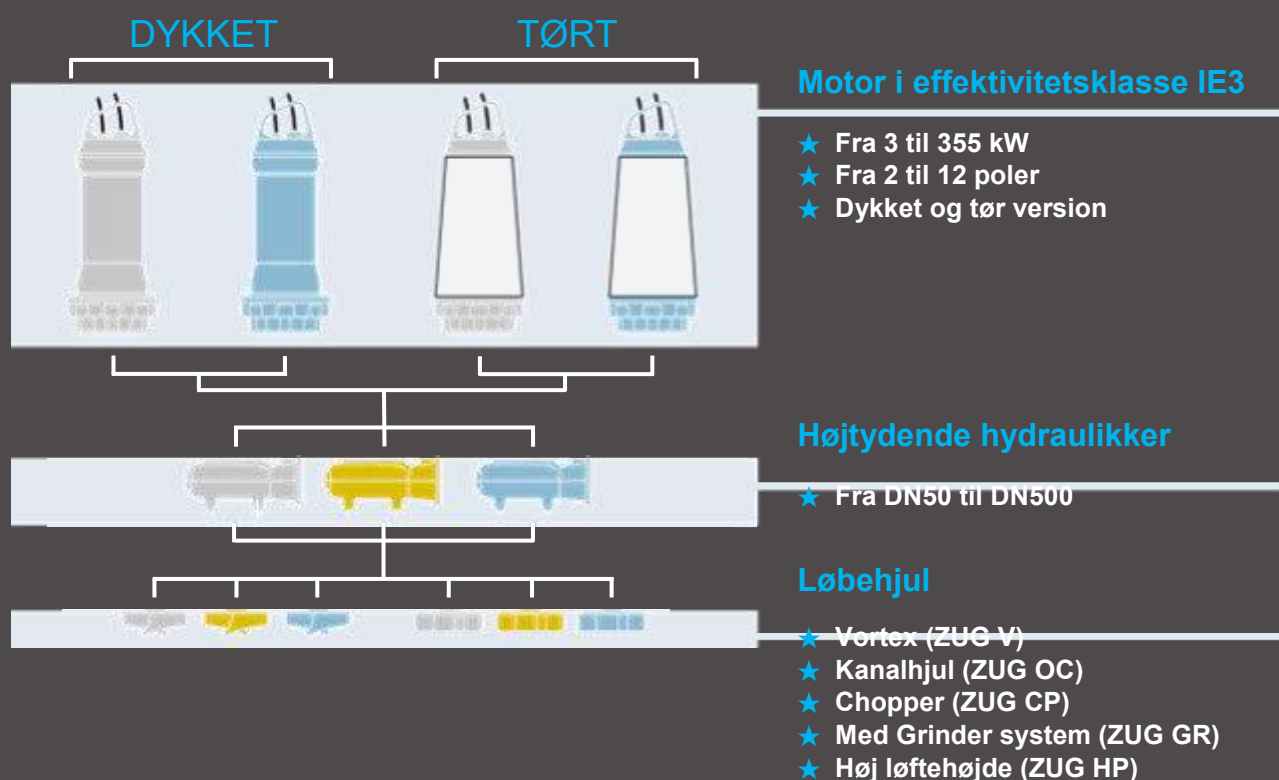 DYKKET
TØRT
Motor i effektivitetsklasse IE3
★ Fra 3 til 355 kW
★ Fra 2 til 12 poler
★ Dykket og tør version
Højtydende hydraulikker
★ Fra DN50 til DN500
Løbehjul
★ Vortex (ZUG V)
★ Kanalhjul (ZUG OC)
★ Chopper (ZUG CP)
★ Med Grinder system (ZUG GR)
★ Høj løftehøjde (ZUG HP)